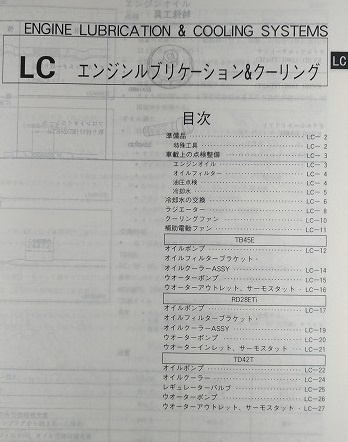 ENGINE LUBRICATION & COOLING SYSTEMS
LC エンジンルブリケーション&クーリング
LC
目次
準備品 LC- 2
特殊工具 LC- 2
車載上の点検整備 LC- 3
エンジンオイル LC- 3
オイルフィルター LC- 4
油圧点検 LC- 4
冷却水 LC- 5
冷却水の交換 LC- 6
ラジエーター LC- 8
クーリングファン LC-10
補助電動ファン LC-11
TB45E
オイルポンプ LC-12
オイルフィルターブラケット・
オイルクーラーASSY LC-14
ウオーターポンプ LC-15
ウオーターアウトレット、サーモスタット LC-16
RD28ETi
オイルポンプ LC-17
オイルフィルターブラケット・
オイルクーラーASSY LC-19
ウオーターポンプ LC-20
ウオーターインレット、サーモスタット LC-21
TD42T
オイルポンプ LC-22
オイルクーラー LC-24
レギュレーターバルブ LC-25
ウオーターポンプ LC-26
ウオーターアウトレット、サーモスタット LC-27